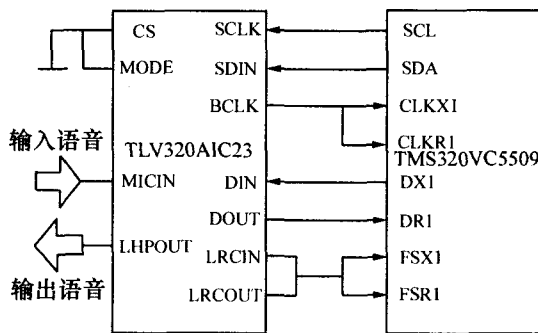 CS
SCLK
SCL
MODE
SDIN
SDA
BCLK
CLKX1
输入语音
TLV320AIC23
CLKR1
TMS320VC5509
MICIN
DIN
DX1
DOUT
DR1
LHPOUT
LRCIN
FSX1
输出语音
LRCOUT
FSR1